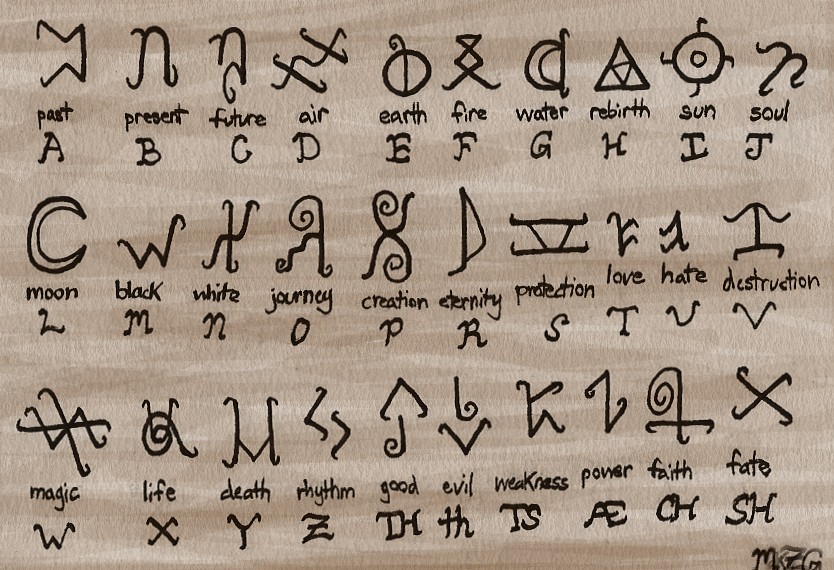 past present future air earth fire water rebirth sun soul
A B C D E F G H I J
moon black white journey creation eternity protection love hate destruction
L M N O P R S T U V
magic life death rhythm good evil weakness power faith fate
W X Y Z TH th TS Æ CH SH
MZG